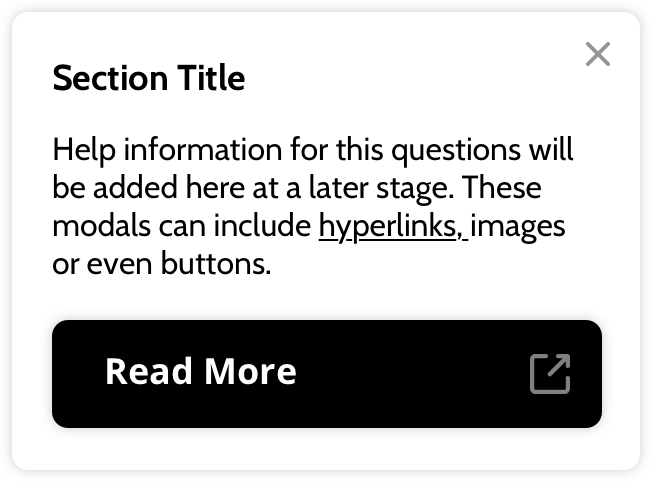 Section Title
Help information for this questions will
be added here at a later stage. These
modals can include hyperlinks, images
or even buttons.
Read More